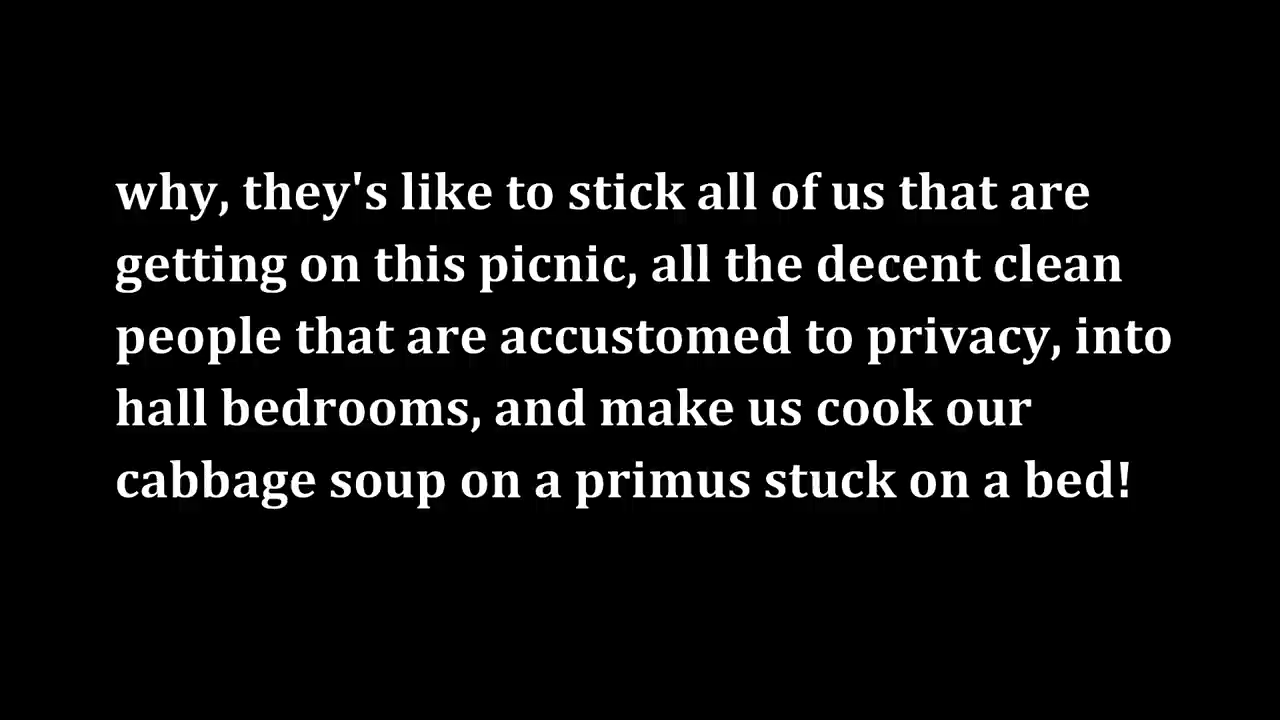 why, they's like to stick all of us that are
getting on this picnic, all the decent clean
people that are accustomed to privacy, into
hall bedrooms, and make us cook our
cabbage soup on a primus stuck on a bed!